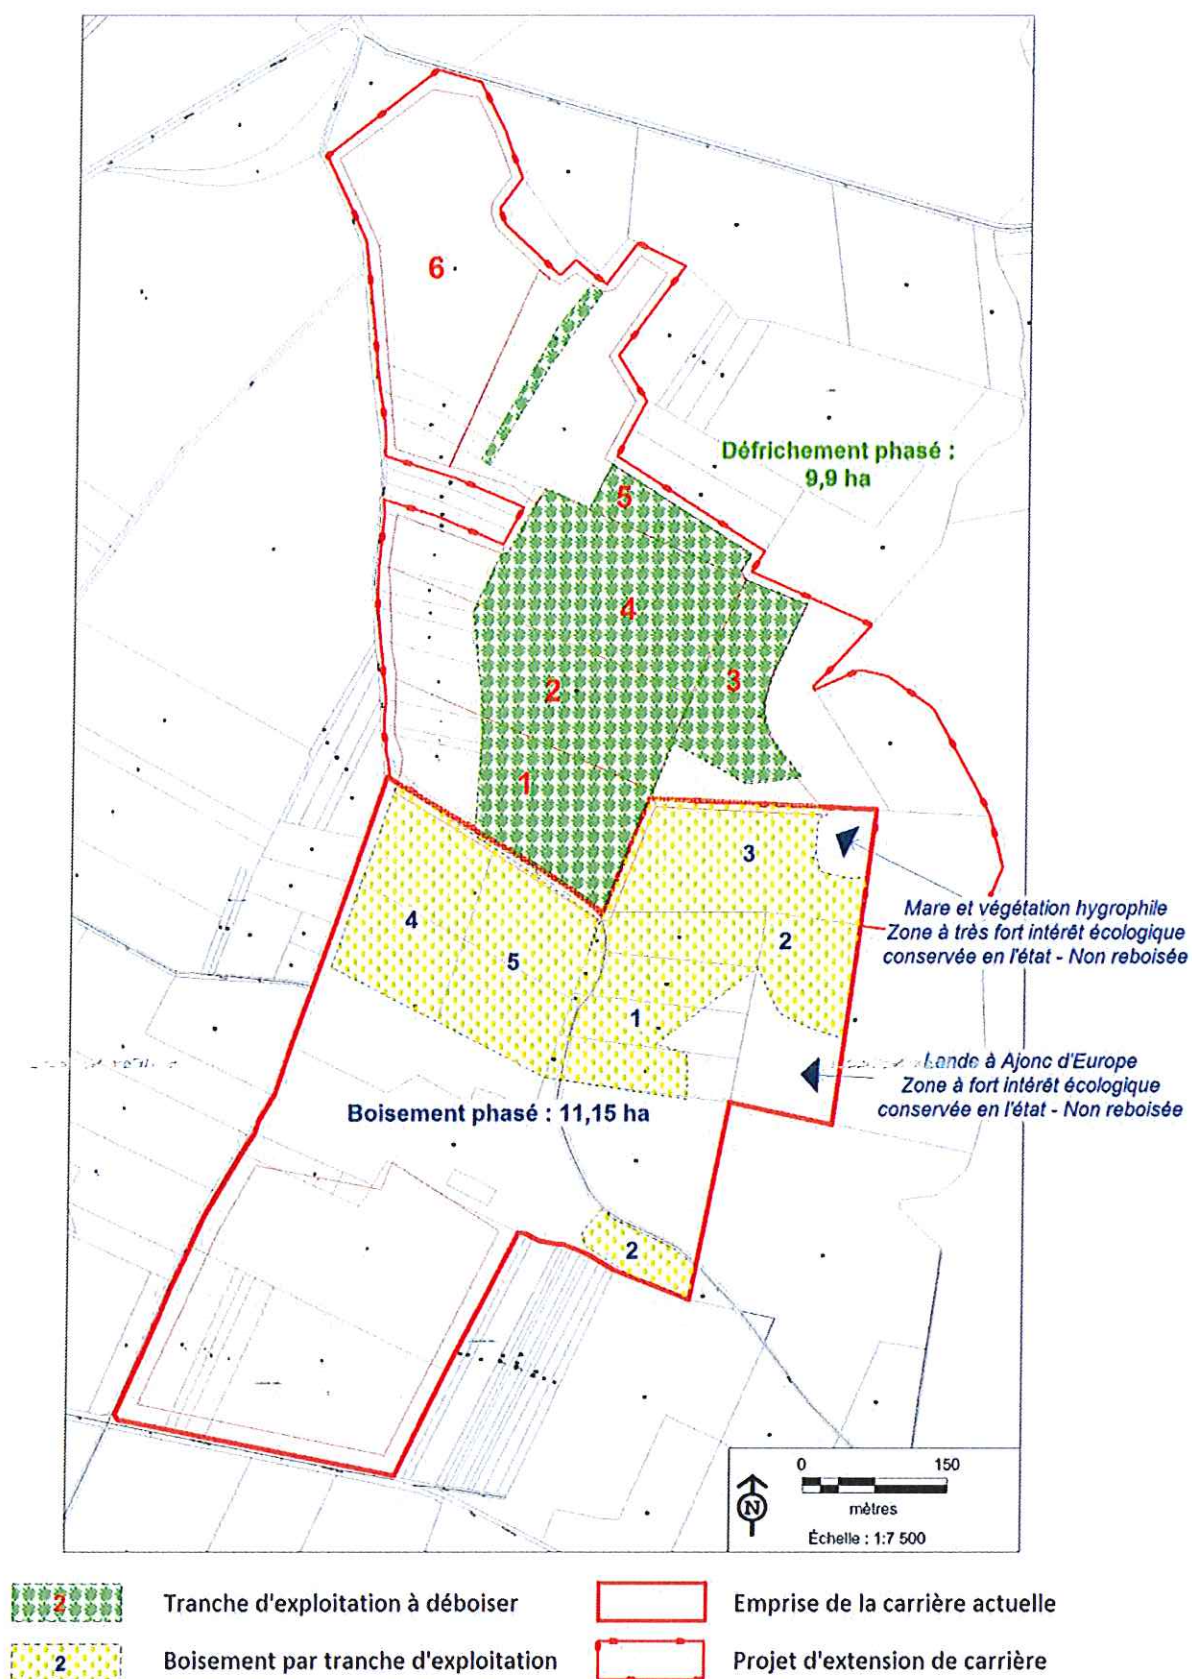 6
Défrichement phasé :
9,9 ha
5
4
3
2
1
3
Mare et végétation hygrophile
Zone à très fort intérêt écologique
conservée en l'état - Non reboisée
4
2
5
1
Lande à Ajonc d'Europe
Zone à fort intérêt écologique
conservée en l'état - Non reboisée
Boisement phasé : 11,15 ha
2
0 150
mètres
N
Échelle : 1:7 500
2 Tranche d'exploitation à déboiser
Emprise de la carrière actuelle
2 Boisement par tranche d'exploitation
Projet d'extension de carrière